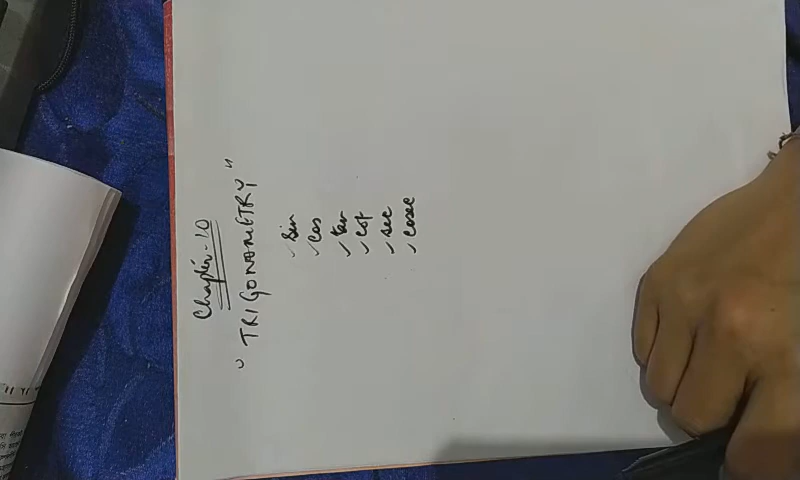 Chapter-10
"TRIGONOMETRY"
✓ sin
✓ cos
✓ tan
✓ cot
✓ sec
✓ cosec